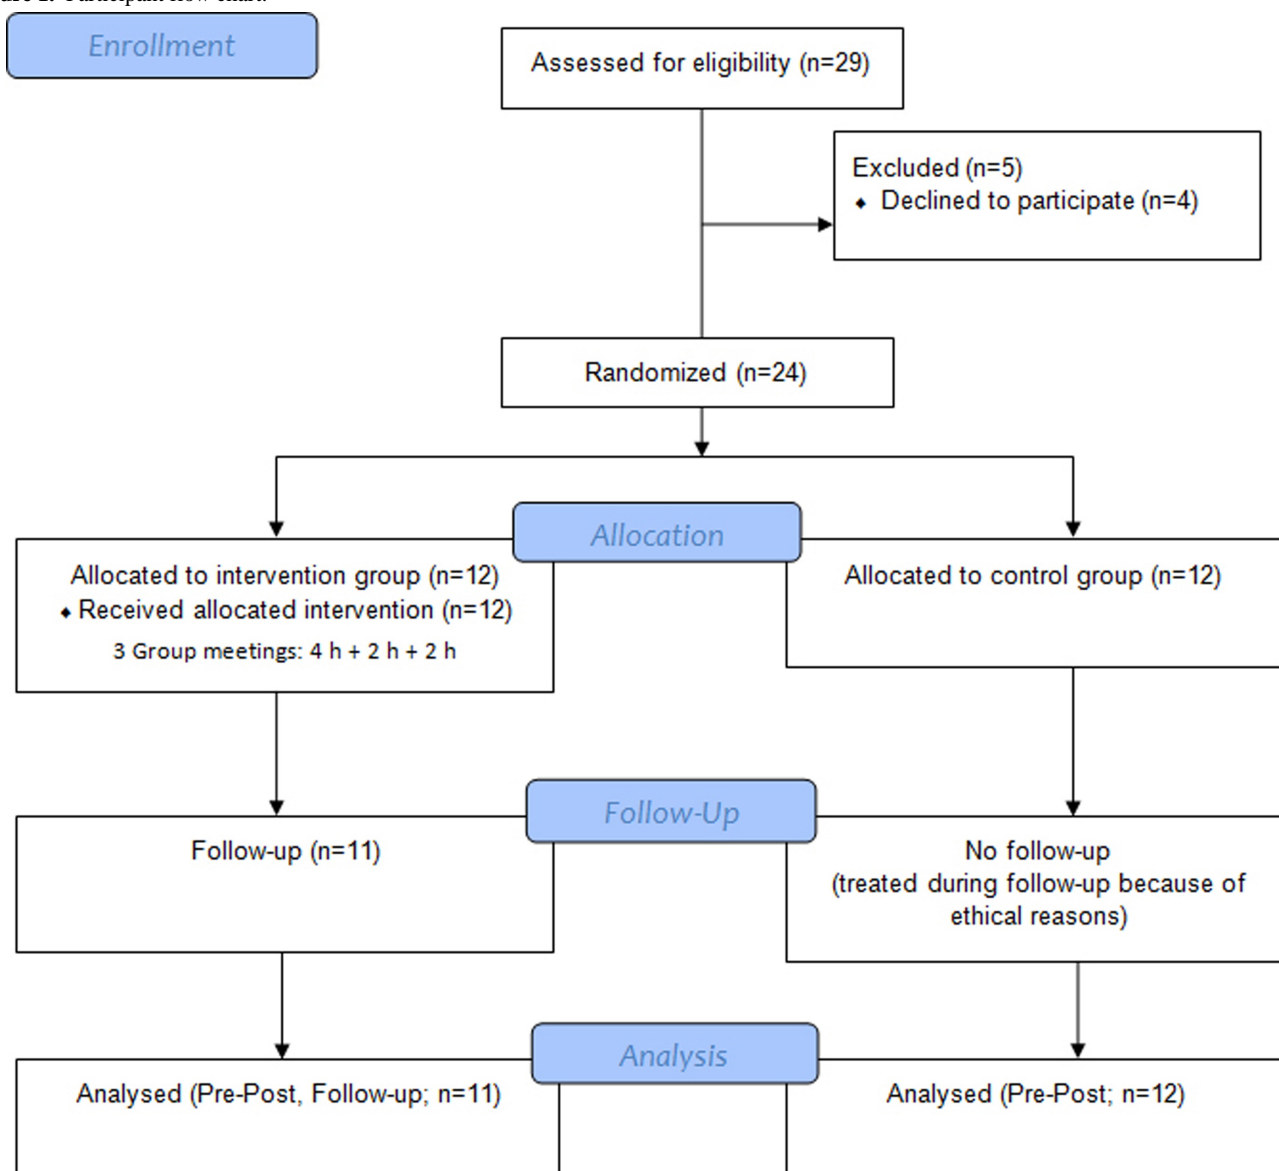 Participant flow chart.
Enrollment
Assessed for eligibility (n=29)
Excluded (n=5)
⬥ Declined to participate (n=4)
Randomized (n=24)
Allocation
Allocated to intervention group (n=12)
⬥ Received allocated intervention (n=12)
3 Group meetings: 4 h + 2 h + 2 h
Allocated to control group (n=12)
Follow-Up
Follow-up (n=11)
No follow-up
(treated during follow-up because of
ethical reasons)
Analysis
Analysed (Pre-Post, Follow-up; n=11)
Analysed (Pre-Post; n=12)